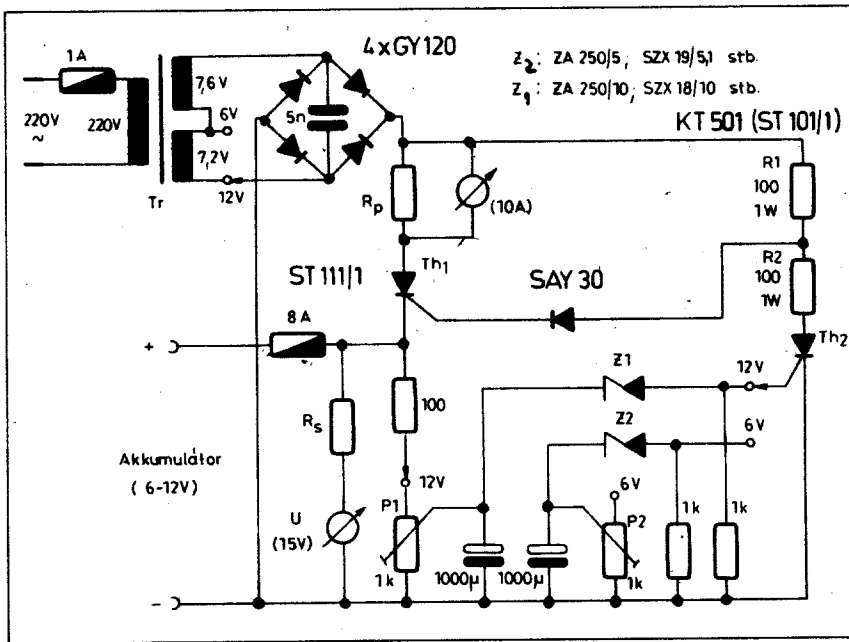 1A
4xGY120
Z₂: ZA 250/5; SZX 19/5,1 stb.
Z₁: ZA 250/10; SZX 18/10 stb.
KT 501 (ST 101/1)
7,6V
6V
5n
220V
~
220V
7,2V
12V
Tr
Rp
(10A)
R1
100
1W
R2
100
1W
ST 111/1
Th₁
SAY 30
8A
Th₂
+
Z1
12V
Rs
100
Z2
6V
Akkumulátor
(6-12V)
12V
6V
U
(15V)
P1
P2
1k
1k
1k
1000µ
1000µ
1k
-